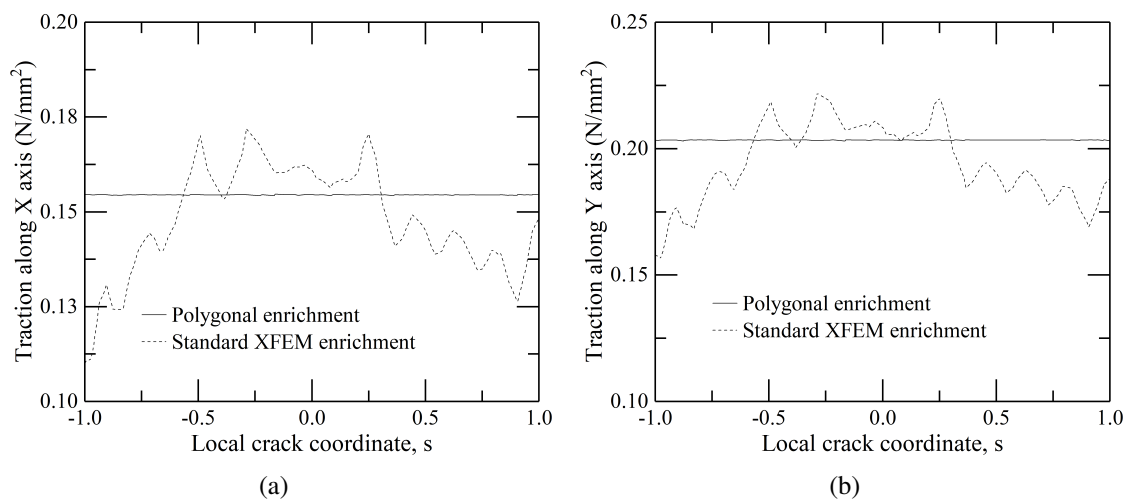 0.20
0.18
0.15
0.13
0.10
-1.0
-0.5
0.0
0.5
1.0
Traction along X axis (N/mm²)
Local crack coordinate, s
Polygonal enrichment
Standard XFEM enrichment
(a)
0.25
0.20
0.15
0.10
-1.0
-0.5
0.0
0.5
1.0
Traction along Y axis (N/mm²)
Local crack coordinate, s
Polygonal enrichment
Standard XFEM enrichment
(b)